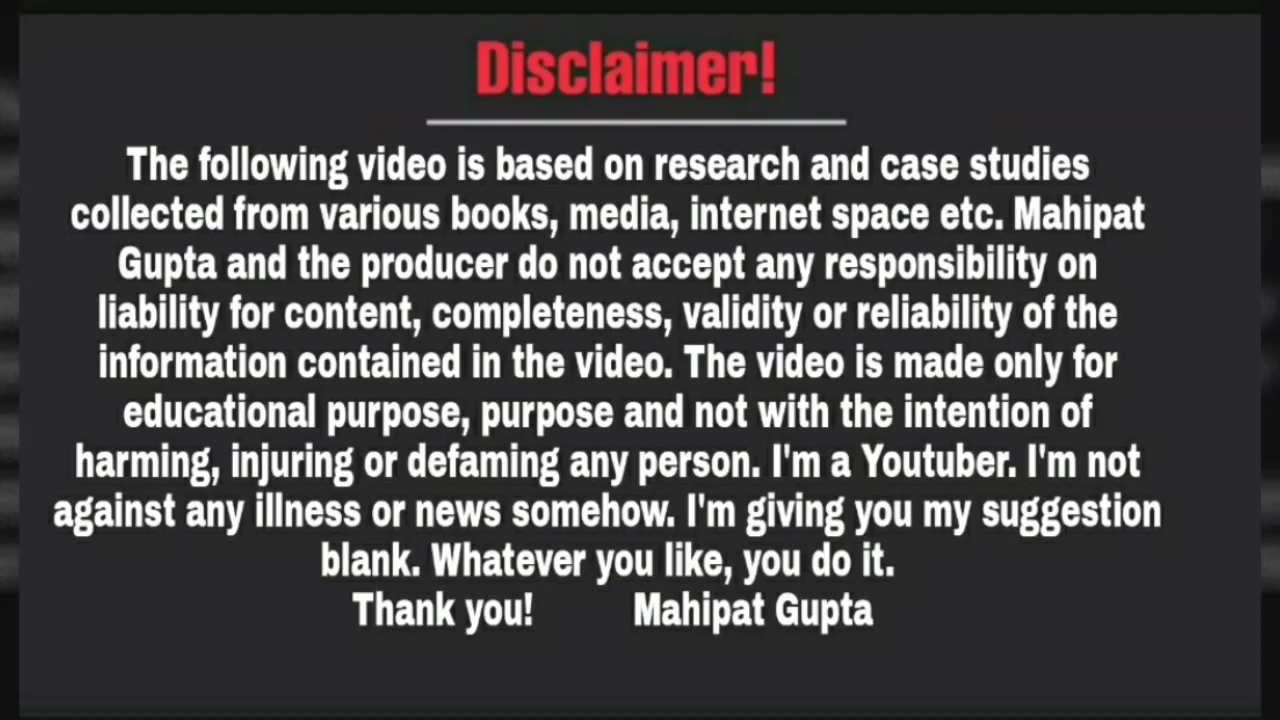 Disclaimer!
The following video is based on research and case studies
collected from various books, media, internet space etc. Mahipat
Gupta and the producer do not accept any responsibility on
liability for content, completeness, validity or reliability of the
information contained in the video. The video is made only for
educational purpose, purpose and not with the intention of
harming, injuring or defaming any person. I'm a Youtuber. I'm not
against any illness or news somehow. I'm giving you my suggestion
blank. Whatever you like, you do it.
Thank you! Mahipat Gupta